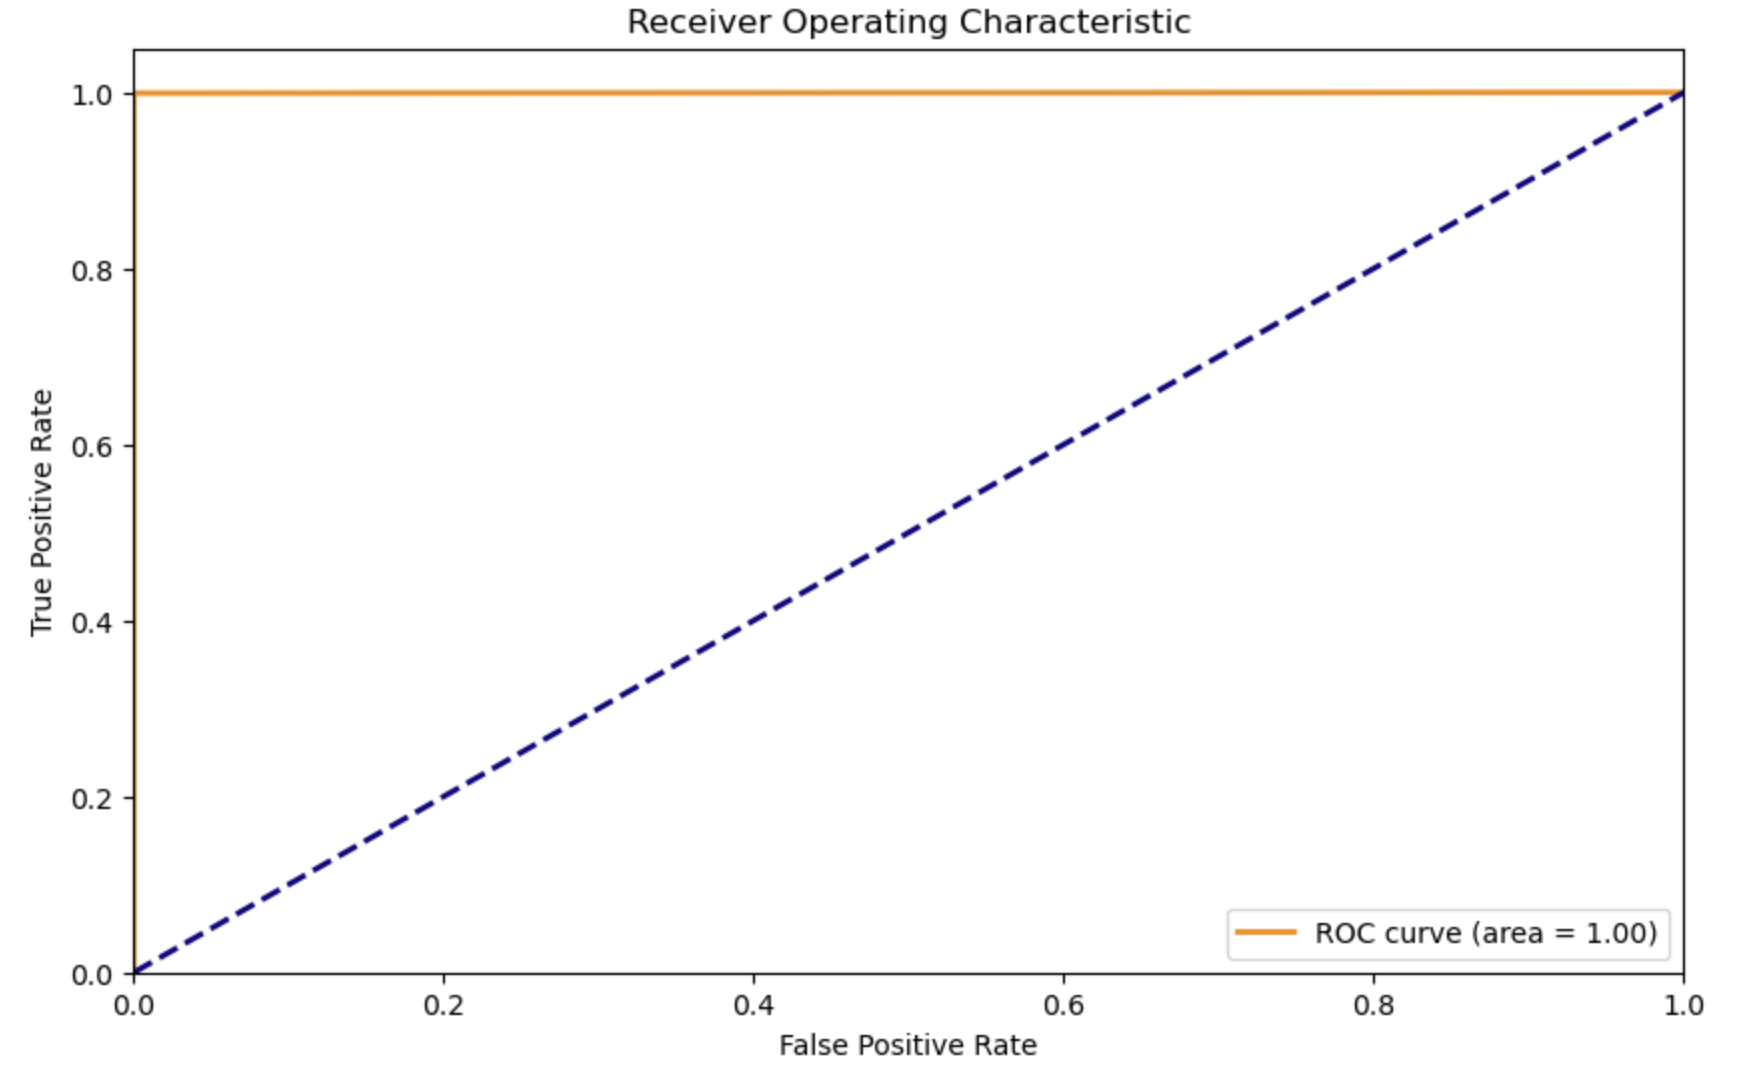 Receiver Operating Characteristic
1.0
0.8
0.6
0.4
0.2
0.0
True Positive Rate
0.0 0.2 0.4 0.6 0.8 1.0
False Positive Rate
ROC curve (area = 1.00)